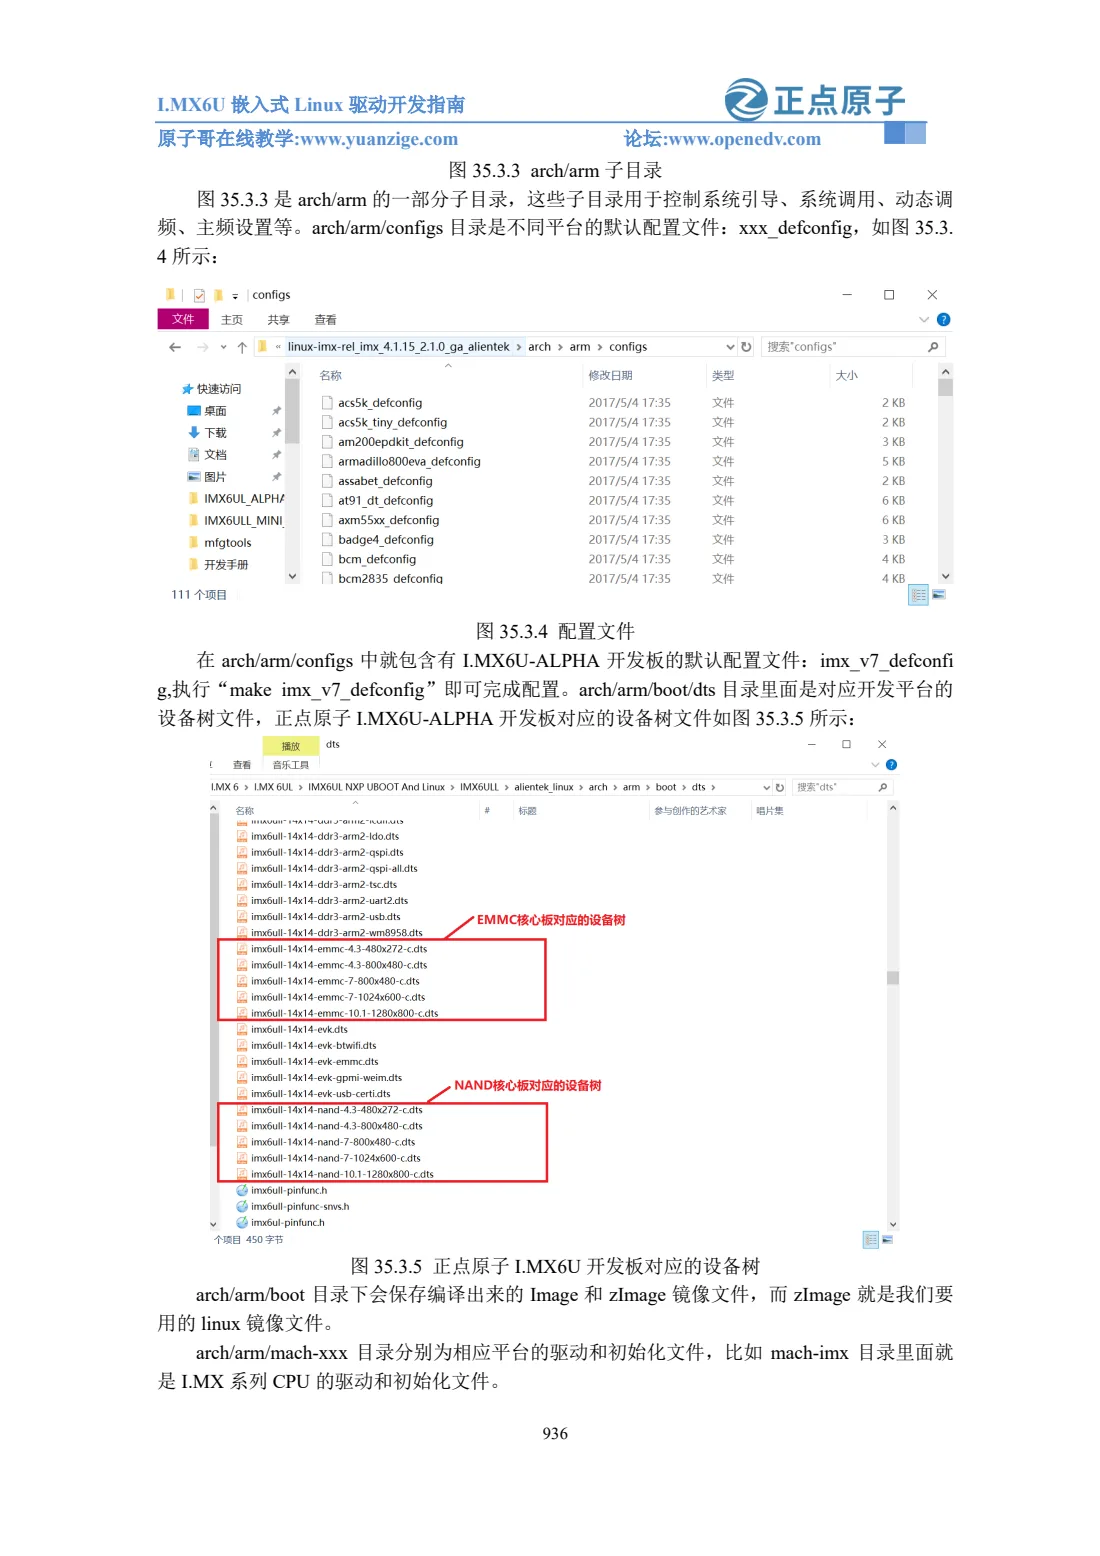 I.MX6U 嵌入式 Linux 驱动开发指南
正点原子
原子哥在线教学:www.yuanzige.com 论坛:www.openedv.com
图 35.3.3 arch/arm 子目录
图 35.3.3 是 arch/arm 的一部分子目录，这些子目录用于控制系统引导、系统调用、动态调
频、主频设置等。arch/arm/configs 目录是不同平台的默认配置文件：xxx_defconfig，如图 35.3.
4 所示：
configs
文件 主页 共享 查看
« linux-imx-rel_imx_4.1.15_2.1.0_ga_alientek › arch › arm › configs 搜索"configs"
名称 修改日期 类型 大小
快速访问
桌面
下载
文档
图片
IMX6UL_ALPHA
IMX6ULL_MINI_
mfgtools
开发手册
acs5k_defconfig 2017/5/4 17:35 文件 2 KB
acs5k_tiny_defconfig 2017/5/4 17:35 文件 2 KB
am200epdkit_defconfig 2017/5/4 17:35 文件 3 KB
armadillo800eva_defconfig 2017/5/4 17:35 文件 5 KB
assabet_defconfig 2017/5/4 17:35 文件 2 KB
at91_dt_defconfig 2017/5/4 17:35 文件 6 KB
axm55xx_defconfig 2017/5/4 17:35 文件 6 KB
badge4_defconfig 2017/5/4 17:35 文件 3 KB
bcm_defconfig 2017/5/4 17:35 文件 4 KB
bcm2835_defconfig 2017/5/4 17:35 文件 4 KB
111 个项目
图 35.3.4 配置文件
在 arch/arm/configs 中就包含有 I.MX6U-ALPHA 开发板的默认配置文件：imx_v7_defconfi
g,执行“make imx_v7_defconfig”即可完成配置。arch/arm/boot/dts 目录里面是对应开发平台的
设备树文件，正点原子 I.MX6U-ALPHA 开发板对应的设备树文件如图 35.3.5 所示：
播放 dts
查看 音乐工具
I.MX 6 › I.MX 6UL › IMX6UL NXP UBOOT And Linux › IMX6ULL › alientek_linux › arch › arm › boot › dts › 搜索"dts"
名称 # 标题 参与创作的艺术家 唱片集
imx6ull-14x14-ddr3-arm2-lcdif.dts
imx6ull-14x14-ddr3-arm2-ldo.dts
imx6ull-14x14-ddr3-arm2-qspi.dts
imx6ull-14x14-ddr3-arm2-qspi-all.dts
imx6ull-14x14-ddr3-arm2-tsc.dts
imx6ull-14x14-ddr3-arm2-uart2.dts
imx6ull-14x14-ddr3-arm2-usb.dts
EMMC核心板对应的设备树
imx6ull-14x14-ddr3-arm2-wm8958.dts
imx6ull-14x14-emmc-4.3-480x272-c.dts
imx6ull-14x14-emmc-4.3-800x480-c.dts
imx6ull-14x14-emmc-7-800x480-c.dts
imx6ull-14x14-emmc-7-1024x600-c.dts
imx6ull-14x14-emmc-10.1-1280x800-c.dts
imx6ull-14x14-evk.dts
imx6ull-14x14-evk-btwifi.dts
imx6ull-14x14-evk-emmc.dts
imx6ull-14x14-evk-gpmi-weim.dts
NAND核心板对应的设备树
imx6ull-14x14-evk-usb-certi.dts
imx6ull-14x14-nand-4.3-480x272-c.dts
imx6ull-14x14-nand-4.3-800x480-c.dts
imx6ull-14x14-nand-7-800x480-c.dts
imx6ull-14x14-nand-7-1024x600-c.dts
imx6ull-14x14-nand-10.1-1280x800-c.dts
imx6ull-pinfunc.h
imx6ull-pinfunc-snvs.h
imx6ul-pinfunc.h
个项目 450 字节
图 35.3.5 正点原子 I.MX6U 开发板对应的设备树
arch/arm/boot 目录下会保存编译出来的 Image 和 zImage 镜像文件，而 zImage 就是我们要
用的 linux 镜像文件。
arch/arm/mach-xxx 目录分别为相应平台的驱动和初始化文件，比如 mach-imx 目录里面就
是 I.MX 系列 CPU 的驱动和初始化文件。
936